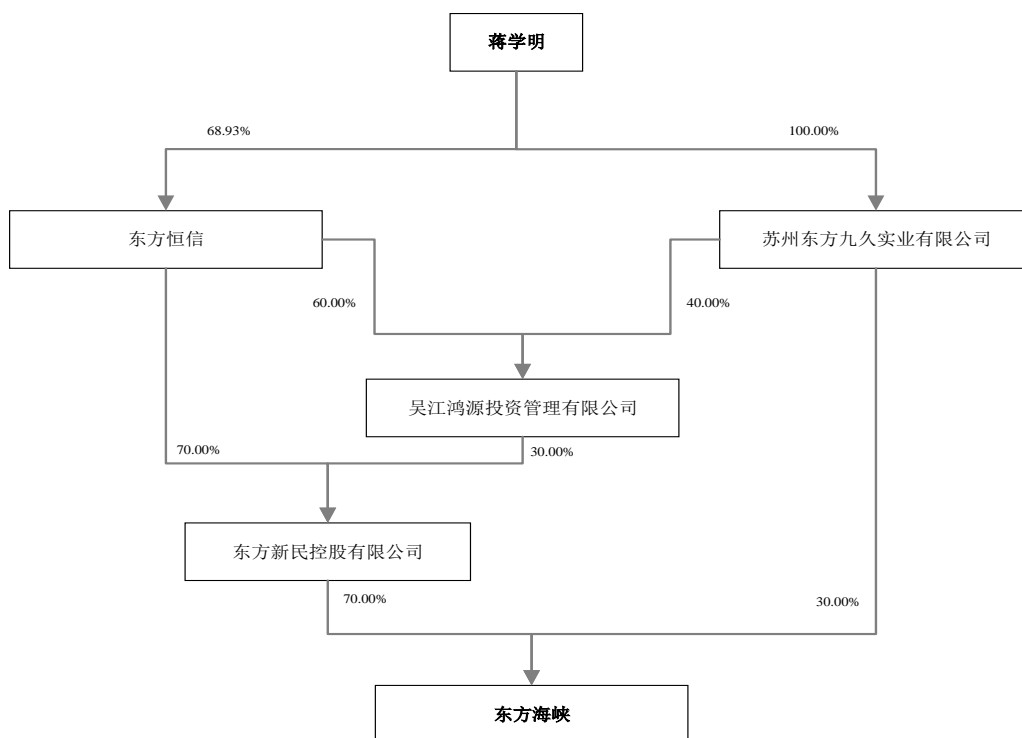 蒋学明
68.93%
100.00%
东方恒信
苏州东方九久实业有限公司
60.00%
40.00%
吴江鸿源投资管理有限公司
70.00%
30.00%
东方新民控股有限公司
70.00%
30.00%
东方海峡